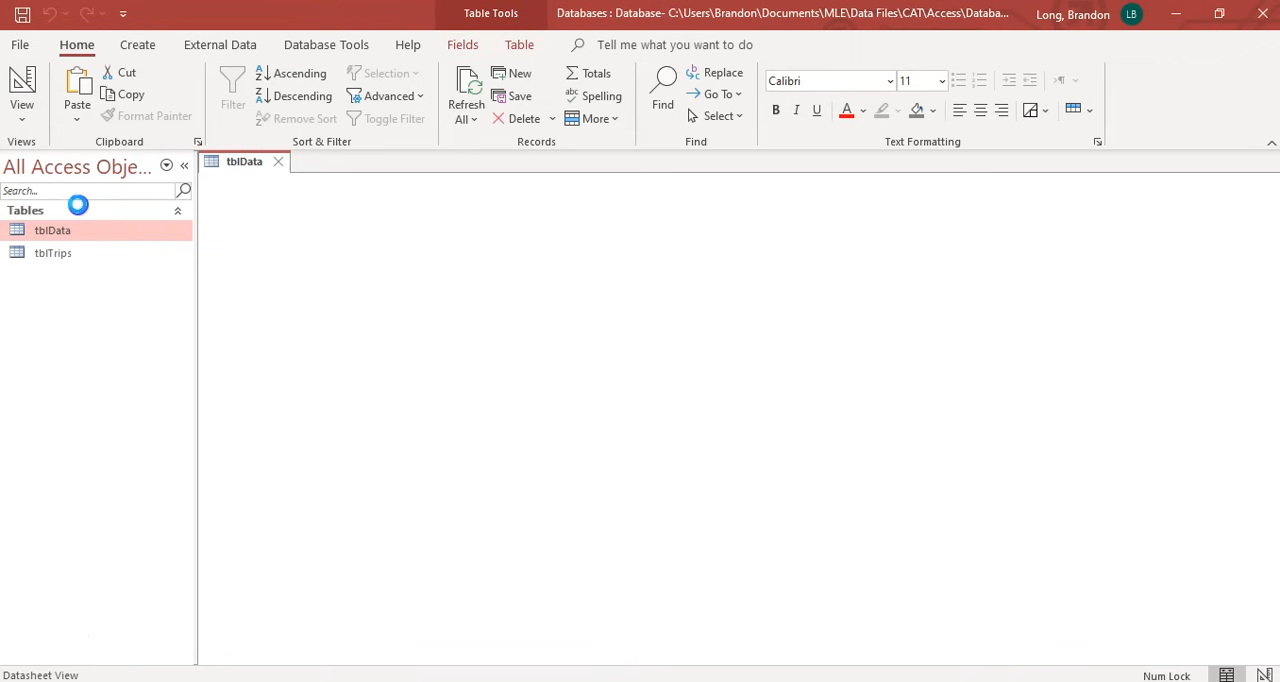 Table Tools
Databases : Database- C:\Users\Brandon\Documents\MLE\Data Files\CAT\Access\Databa...
Long, Brandon
LB
File Home Create External Data Database Tools Help Fields Table Tell me what you want to do
View
Views
Paste
Cut
Copy
Format Painter
Clipboard
Filter
Ascending
Descending
Remove Sort
Selection
Advanced
Toggle Filter
Sort & Filter
Refresh
All
New
Save
Delete
Totals
Spelling
More
Records
Find
Replace
Go To
Select
Find
Calibri
11
B I U A
Text Formatting
All Access Obje...
Search...
Tables
tblData
tblTrips
tblData
Datasheet View
Num Lock